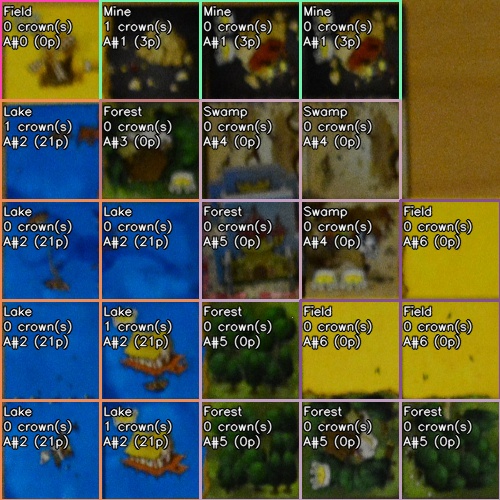 Field
0 crown(s)
A#0 (0p)
Mine
1 crown(s)
A#1 (3p)
Mine
0 crown(s)
A#1 (3p)
Mine
0 crown(s)
A#1 (3p)
Lake
1 crown(s)
A#2 (21p)
Forest
0 crown(s)
A#3 (0p)
Swamp
0 crown(s)
A#4 (0p)
Swamp
0 crown(s)
A#4 (0p)
Lake
0 crown(s)
A#2 (21p)
Lake
0 crown(s)
A#2 (21p)
Forest
0 crown(s)
A#5 (0p)
Swamp
0 crown(s)
A#4 (0p)
Field
0 crown(s)
A#6 (0p)
Lake
0 crown(s)
A#2 (21p)
Lake
1 crown(s)
A#2 (21p)
Forest
0 crown(s)
A#5 (0p)
Field
0 crown(s)
A#6 (0p)
Field
0 crown(s)
A#6 (0p)
Lake
0 crown(s)
A#2 (21p)
Lake
1 crown(s)
A#2 (21p)
Forest
0 crown(s)
A#5 (0p)
Forest
0 crown(s)
A#5 (0p)
Forest
0 crown(s)
A#5 (0p)